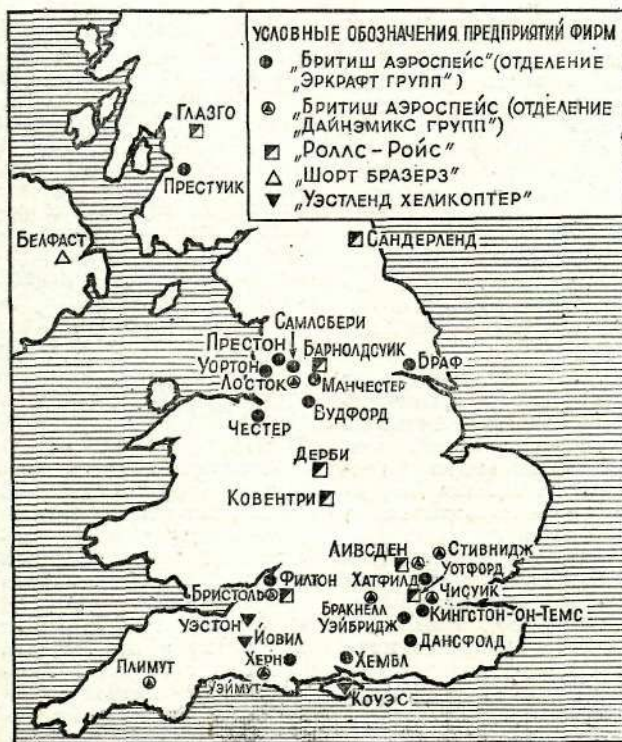 УСЛОВНЫЕ ОБОЗНАЧЕНИЯ ПРЕДПРИЯТИЙ ФИРМ
„БРИТИШ АЭРОСПЕЙС" (ОТДЕЛЕНИЕ
„ЭРКРАФТ ГРУПП")
„БРИТИШ АЭРОСПЕЙС (ОТДЕЛЕНИЕ
„ДАЙНЭМИКС ГРУПП")
„РОЛЛС-РОЙС"
„ШОРТ БРАЗЕРЗ"
„УЭСТЛЕНД ХЕЛИКОПТЕР"
ГЛАЗГО
ПРЕСТУИК
БЕЛФАСТ
САНДЕРЛЕНД
САМЛСБЕРИ
ПРЕСТОН
БАРНОЛДСУИК
БРАФ
УОРТОН
ЛОСТОК
МАНЧЕСТЕР
ВУДФОРД
ЧЕСТЕР
ДЕРБИ
КОВЕНТРИ
ЛИВСДЕН
СТИВНИДЖ
УОТФОРД
ФИЛТОН
ХАТФИЛД
БРИСТОЛЬ
ЧИСУИК
БРАКНЕЛЛ
КИНГСТОН-ОН-ТЕМС
УЭСТОН
УЭЙБРИДЖ
ЙОВИЛ
ДАНСФОЛД
ХЕРН
ХЕМБЛ
ПЛИМУТ
УЭЙМУТ
КОУЭС